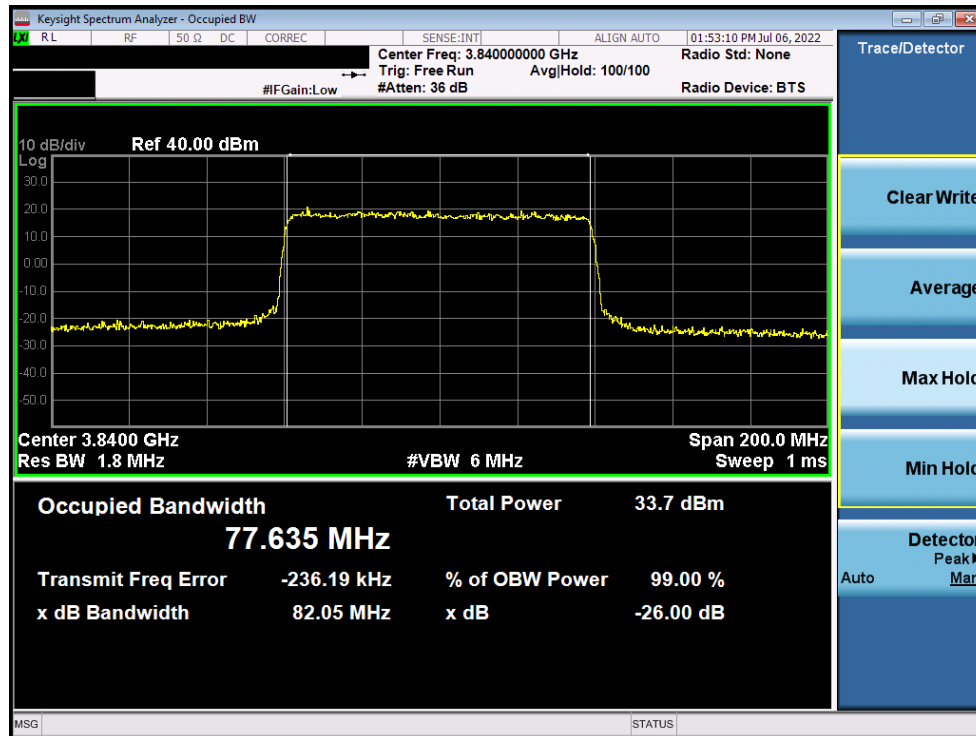 Keysight Spectrum Analyzer - Occupied BW
LXI RL RF 50 Ω DC CORREC SENSE:INT ALIGN AUTO 01:53:10 PM Jul 06, 2022
Center Freq: 3.840000000 GHz Radio Std: None
Trig: Free Run Avg|Hold: 100/100
#IFGain:Low #Atten: 36 dB Radio Device: BTS
10 dB/div Ref 40.00 dBm
Log
30.0
20.0
10.0
0.00
-10.0
-20.0
-30.0
-40.0
-50.0
Center 3.8400 GHz Span 200.0 MHz
Res BW 1.8 MHz #VBW 6 MHz Sweep 1 ms
Occupied Bandwidth Total Power 33.7 dBm
77.635 MHz
Transmit Freq Error -236.19 kHz % of OBW Power 99.00 %
x dB Bandwidth 82.05 MHz x dB -26.00 dB
MSG STATUS
Trace/Detector
Clear Write
Average
Max Hold
Min Hold
Detector
Peak
Auto Man